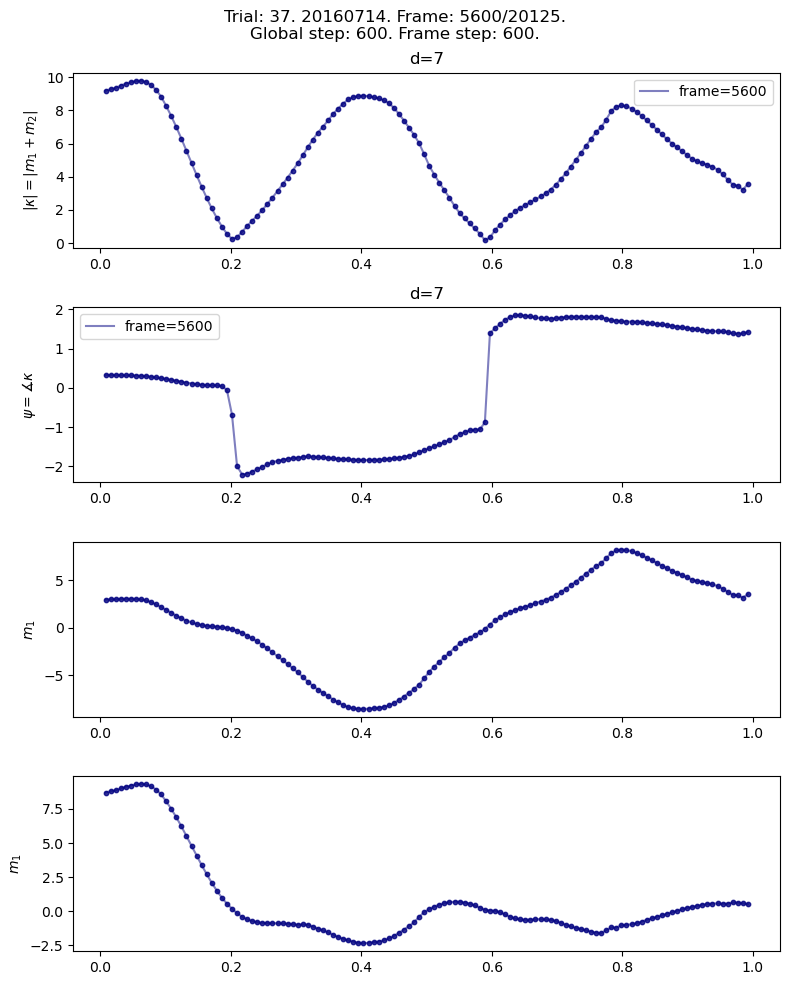 Trial: 37. 20160714. Frame: 5600/20125.
Global step: 600. Frame step: 600.
d=7
|κ| = |m₁ + m₂|
10
8
6
4
2
0
frame=5600
0.0 0.2 0.4 0.6 0.8 1.0
d=7
ψ = ∡κ
2
1
0
−1
−2
frame=5600
0.0 0.2 0.4 0.6 0.8 1.0
m₁
5
0
−5
0.0 0.2 0.4 0.6 0.8 1.0
m₁
7.5
5.0
2.5
0.0
−2.5
0.0 0.2 0.4 0.6 0.8 1.0